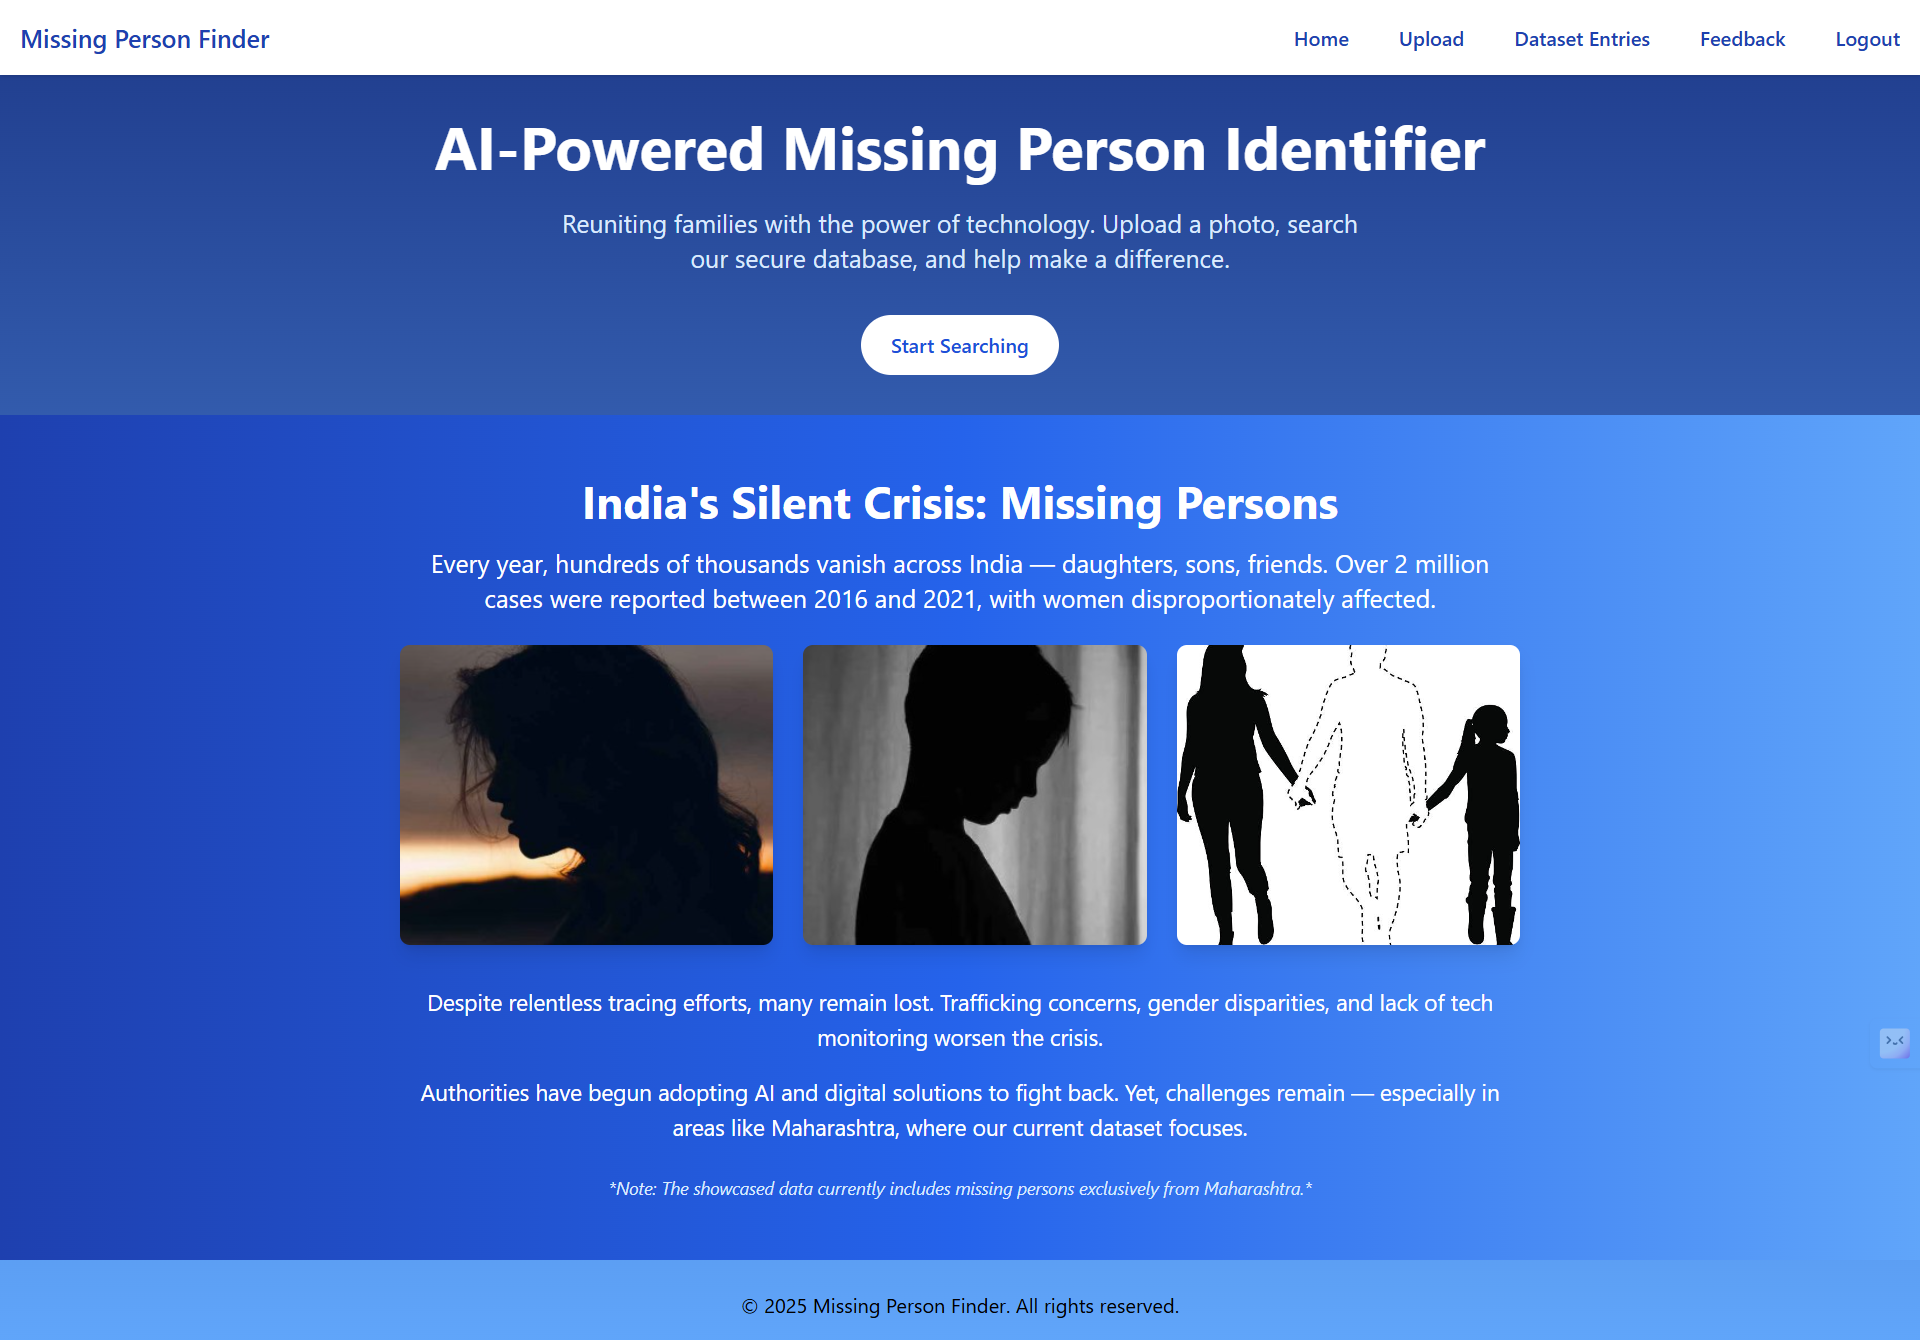 Missing Person Finder
Home Upload Dataset Entries Feedback Logout
AI-Powered Missing Person Identifier
Reuniting families with the power of technology. Upload a photo, search
our secure database, and help make a difference.
Start Searching
India's Silent Crisis: Missing Persons
Every year, hundreds of thousands vanish across India — daughters, sons, friends. Over 2 million
cases were reported between 2016 and 2021, with women disproportionately affected.
Despite relentless tracing efforts, many remain lost. Trafficking concerns, gender disparities, and lack of tech
monitoring worsen the crisis.
Authorities have begun adopting AI and digital solutions to fight back. Yet, challenges remain — especially in
areas like Maharashtra, where our current dataset focuses.
*Note: The showcased data currently includes missing persons exclusively from Maharashtra.*
© 2025 Missing Person Finder. All rights reserved.